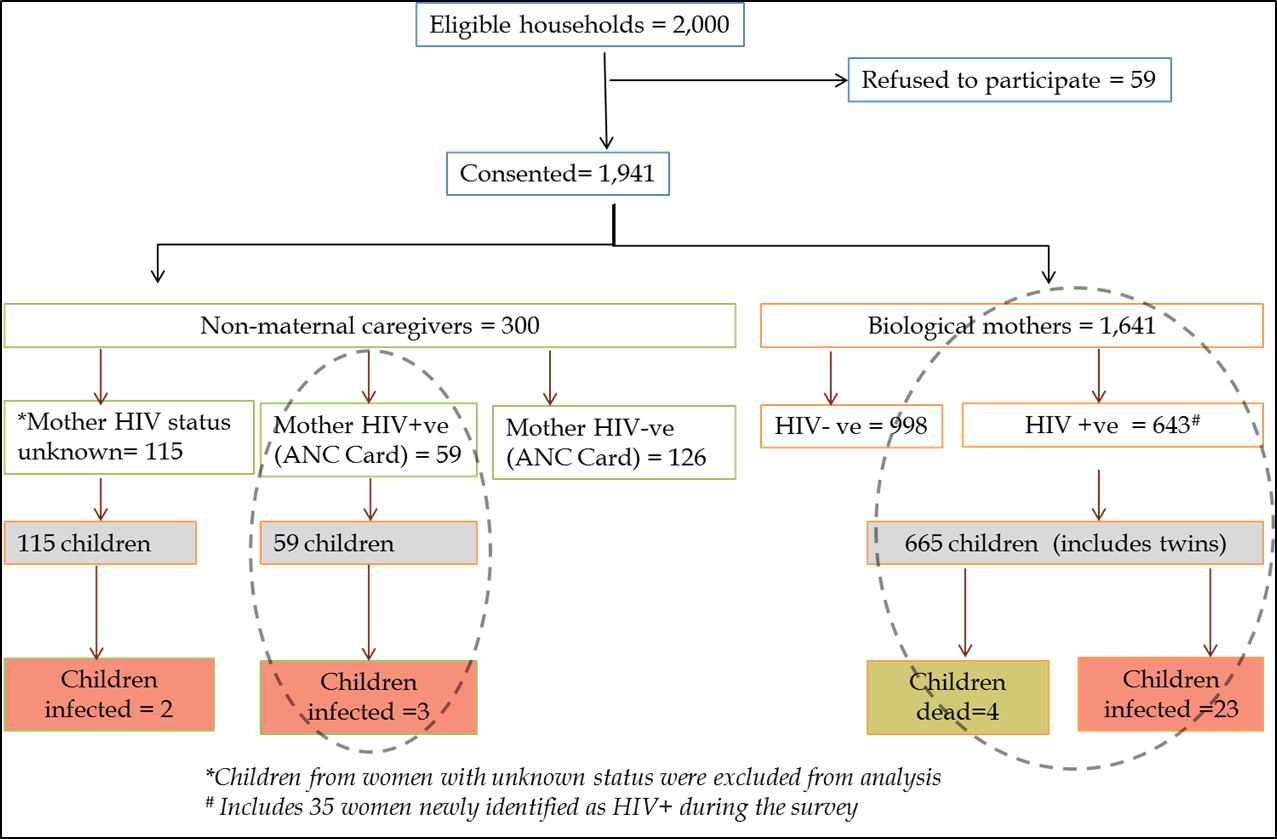 Eligible households = 2,000
Refused to participate = 59
Consented= 1,941
Non-maternal caregivers = 300
Biological mothers = 1,641
*Mother HIV status
unknown= 115
Mother HIV+ve
(ANC Card) = 59
Mother HIV-ve
(ANC Card) = 126
HIV- ve = 998
HIV +ve = 643#
115 children
59 children
665 children (includes twins)
Children
infected = 2
Children
infected =3
Children
dead=4
Children
infected =23
*Children from women with unknown status were excluded from analysis
# Includes 35 women newly identified as HIV+ during the survey